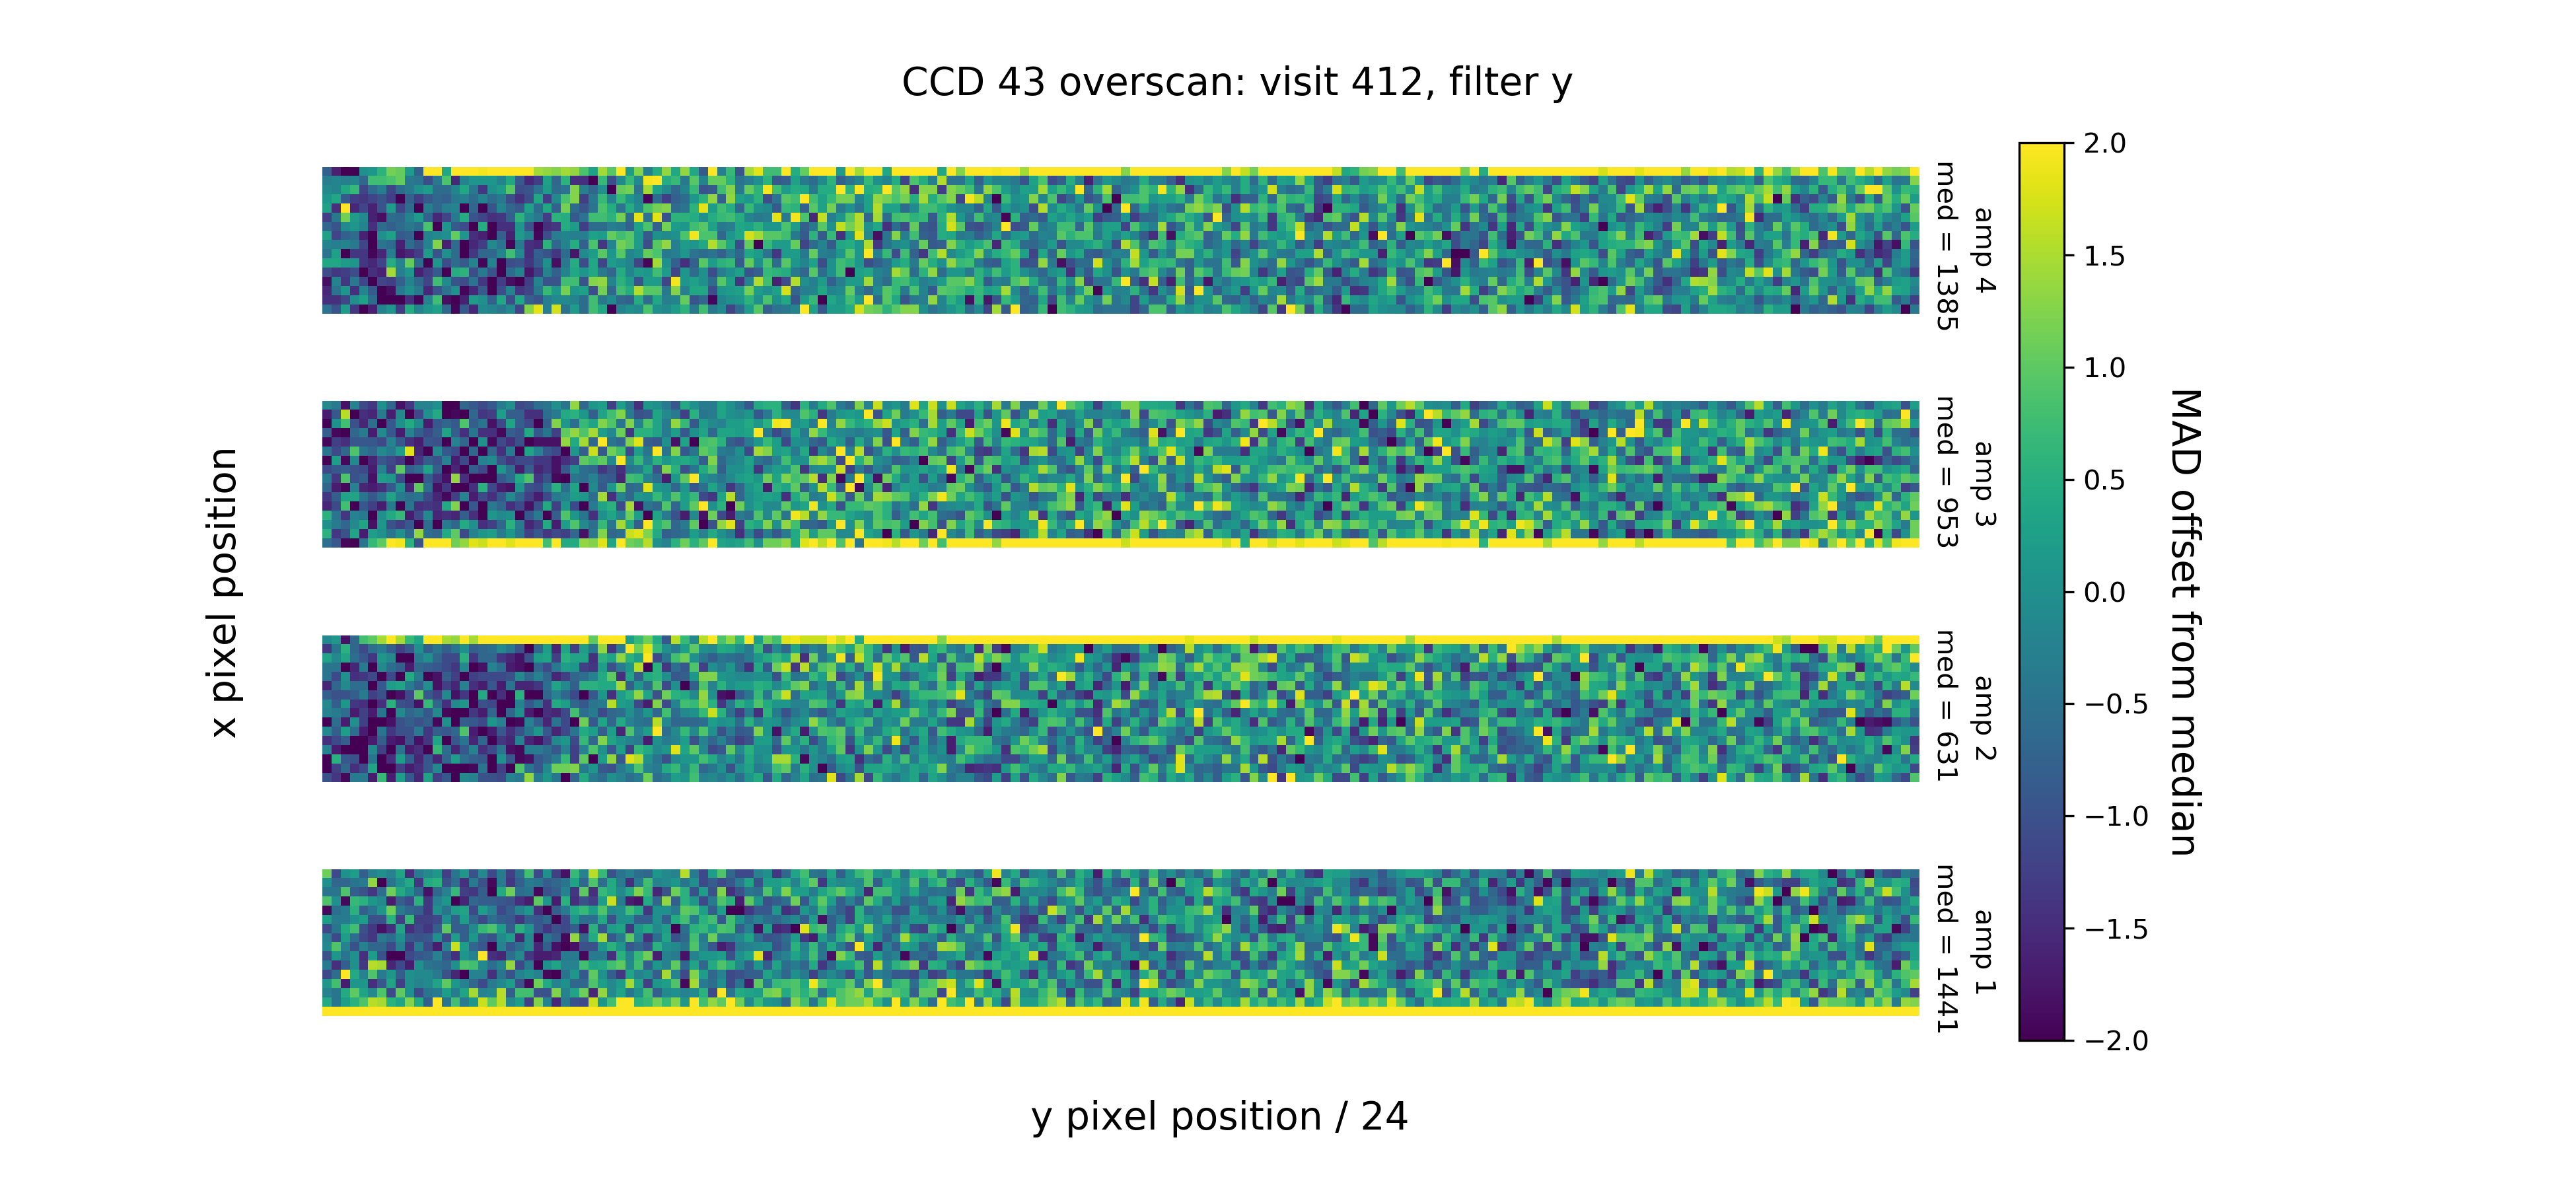 CCD 43 overscan: visit 412, filter y
x pixel position
amp 4
med = 1385
amp 3
med = 953
amp 2
med = 631
amp 1
med = 1441
y pixel position / 24
2.0
1.5
1.0
0.5
0.0
−0.5
−1.0
−1.5
−2.0
MAD offset from median